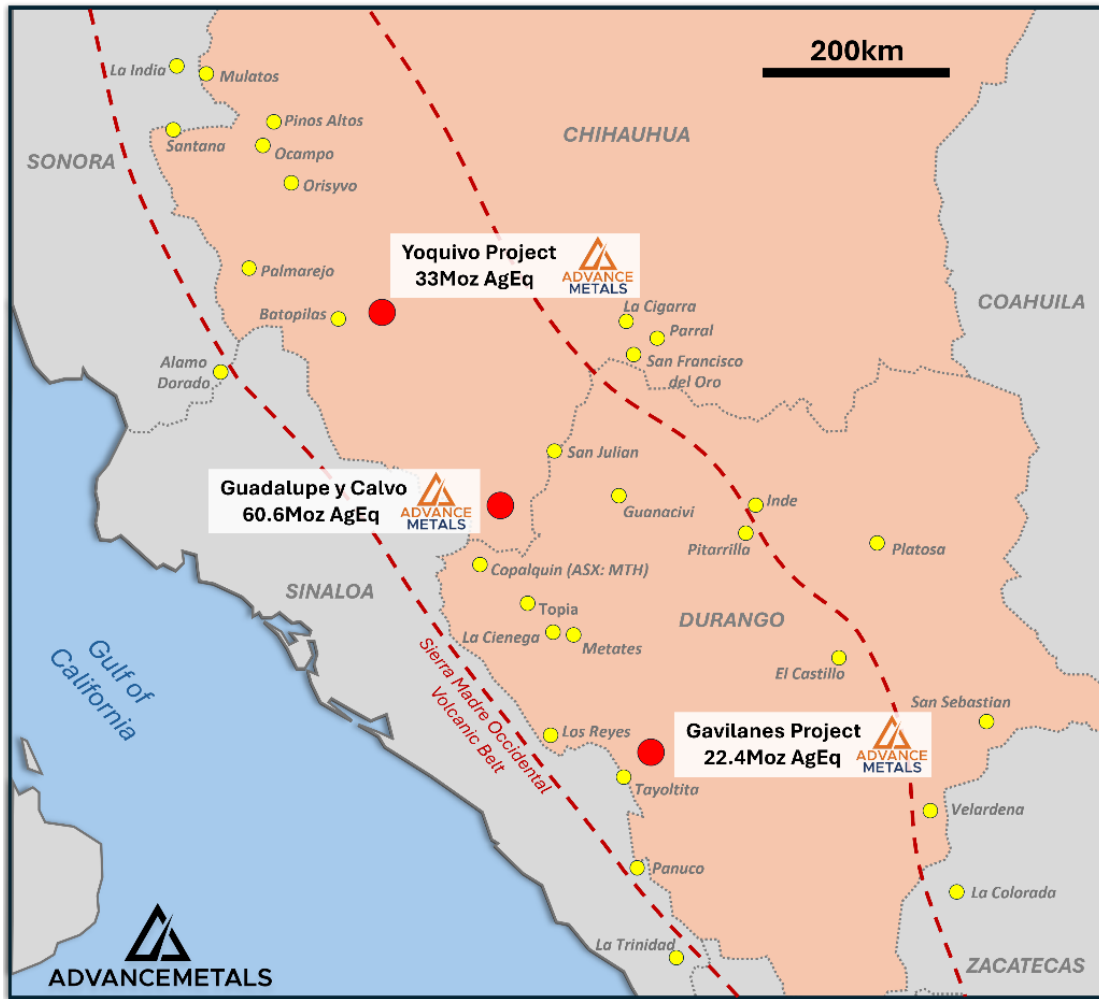 200km
La India
Mulatos
Pinos Altos
CHIHAUHUA
Santana
Ocampo
SONORA
Orisyvo
Yoquivo Project
33Moz AgEq
ADVANCE
METALS
Palmarejo
COAHUILA
La Cigarra
Batopilas
Parral
San Francisco
del Oro
Alamo
Dorado
San Julian
Guadalupe y Calvo
60.6Moz AgEq
ADVANCE
METALS
Guanacivi
Inde
Pitarrilla
Platosa
Copalquin (ASX: MTH)
SINALOA
Topia
DURANGO
La Cienega
Metates
Gulf of
California
Sierra Madre Occidental
Volcanic Belt
El Castillo
San Sebastian
Los Reyes
Gavilanes Project
22.4Moz AgEq
ADVANCE
METALS
Tayoltita
Velardena
Panuco
La Colorada
La Trinidad
ADVANCEMETALS
ZACATECAS